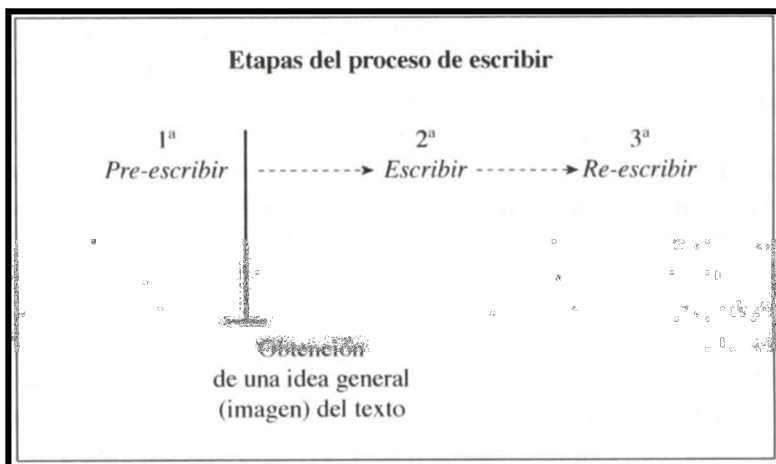 Etapas del proceso de escribir
1ª 2ª 3ª
Pre-escribir Escribir Re-escribir
Obtención
de una idea general
(imagen) del texto